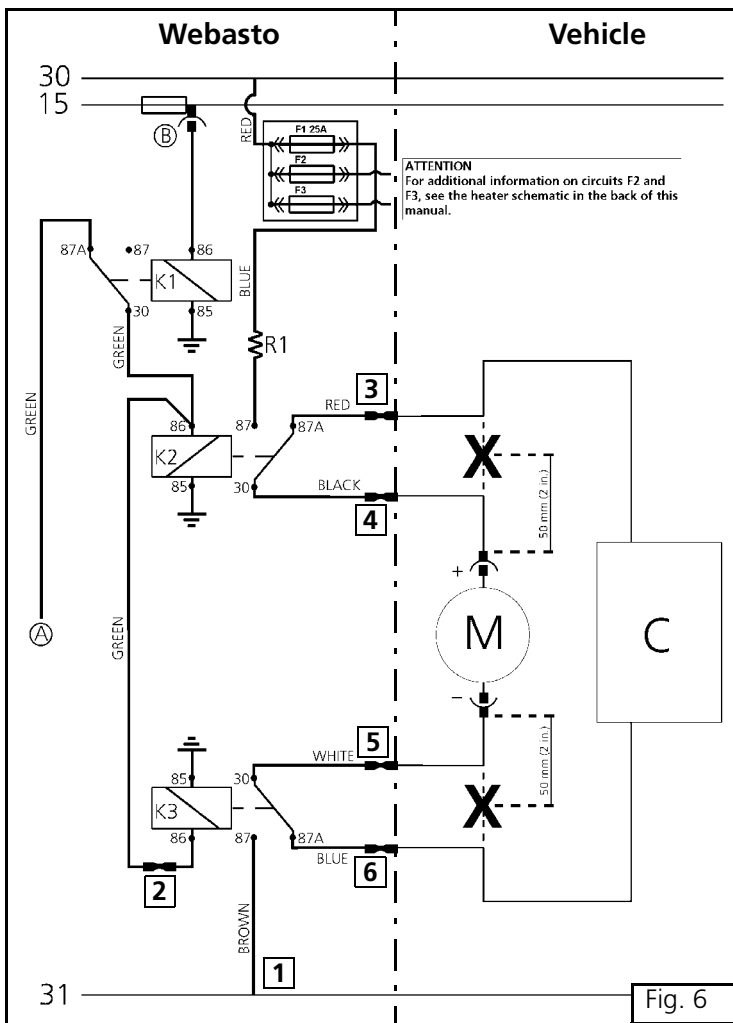 Webasto
Vehicle
30
15
B
RED
F1 25A
F2
F3
ATTENTION
For additional information on circuits F2 and
F3, see the heater schematic in the back of this
manual.
87A
87
86
K1
BLUE
30
85
GREEN
R1
GREEN
3
RED
86
87
87A
K2
85
30
BLACK
4
50 mm (2 in.)
+
A
GREEN
M
C
−
5
WHITE
85
30
50 mm (2 in.)
K3
86
87
87A
BLUE
6
2
BROWN
1
31
Fig. 6